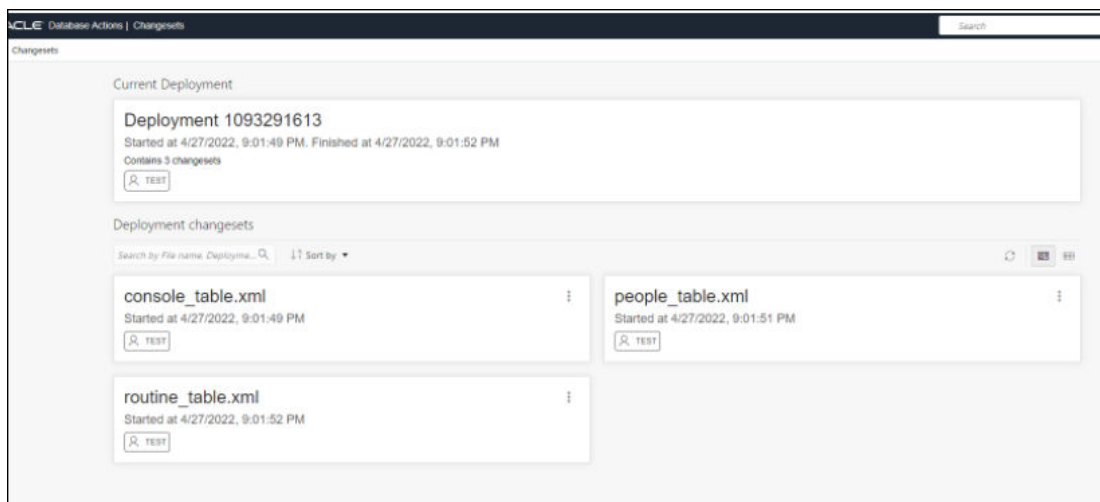 ACLE Database Actions | Changesets
Search
Changesets
Current Deployment
Deployment 1093291613
Started at 4/27/2022, 9:01:49 PM. Finished at 4/27/2022, 9:01:52 PM
Contains 3 changesets
TEST
Deployment changesets
Search by File name, Deployme... Sort by
console_table.xml
Started at 4/27/2022, 9:01:49 PM
TEST
people_table.xml
Started at 4/27/2022, 9:01:51 PM
TEST
routine_table.xml
Started at 4/27/2022, 9:01:52 PM
TEST